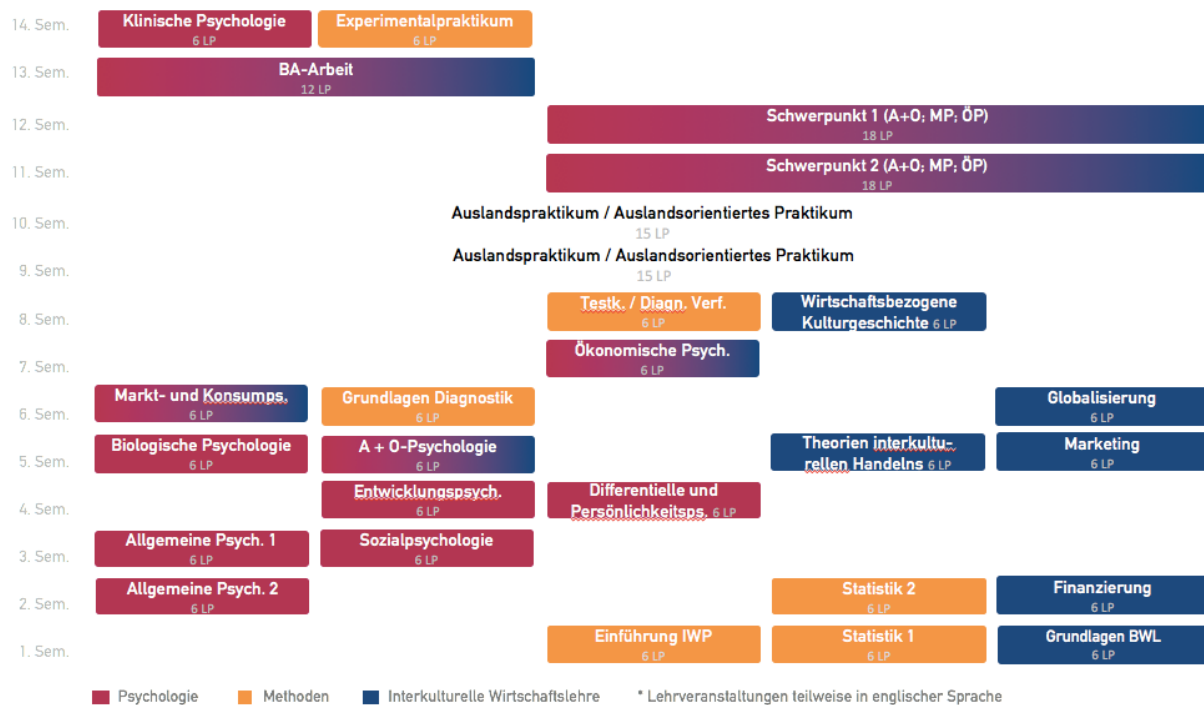 14. Sem.
Klinische Psychologie
6 LP
Experimentalpraktikum
6 LP
13. Sem.
BA-Arbeit
12 LP
12. Sem.
Schwerpunkt 1 (A+O; MP; ÖP)
18 LP
11. Sem.
Schwerpunkt 2 (A+O; MP; ÖP)
18 LP
10. Sem.
Auslandspraktikum / Auslandsorientiertes Praktikum
15 LP
9. Sem.
Auslandspraktikum / Auslandsorientiertes Praktikum
15 LP
8. Sem.
Testk. / Diagn. Verf.
6 LP
Wirtschaftsbezogene
Kulturgeschichte 6 LP
7. Sem.
Ökonomische Psych.
6 LP
6. Sem.
Markt- und Konsumps.
6 LP
Grundlagen Diagnostik
6 LP
Globalisierung
6 LP
5. Sem.
Biologische Psychologie
6 LP
A + O-Psychologie
6 LP
Theorien interkultu-
rellen Handelns 6 LP
Marketing
6 LP
4. Sem.
Entwicklungspsych.
6 LP
Differentielle und
Persönlichkeitsps. 6 LP
3. Sem.
Allgemeine Psych. 1
6 LP
Sozialpsychologie
6 LP
2. Sem.
Allgemeine Psych. 2
6 LP
Statistik 2
6 LP
Finanzierung
6 LP
1. Sem.
Einführung IWP
6 LP
Statistik 1
6 LP
Grundlagen BWL
6 LP
Psychologie
Methoden
Interkulturelle Wirtschaftslehre
* Lehrveranstaltungen teilweise in englischer Sprache